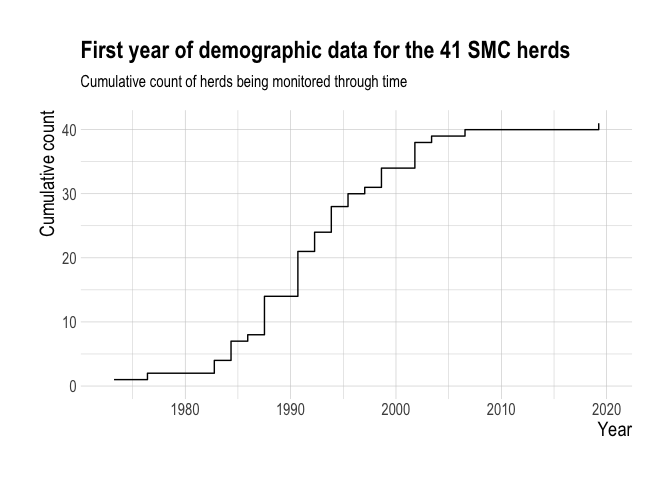 First year of demographic data for the 41 SMC herds
Cumulative count of herds being monitored through time
Cumulative count
40
30
20
10
0
1980 1990 2000 2010 2020
Year